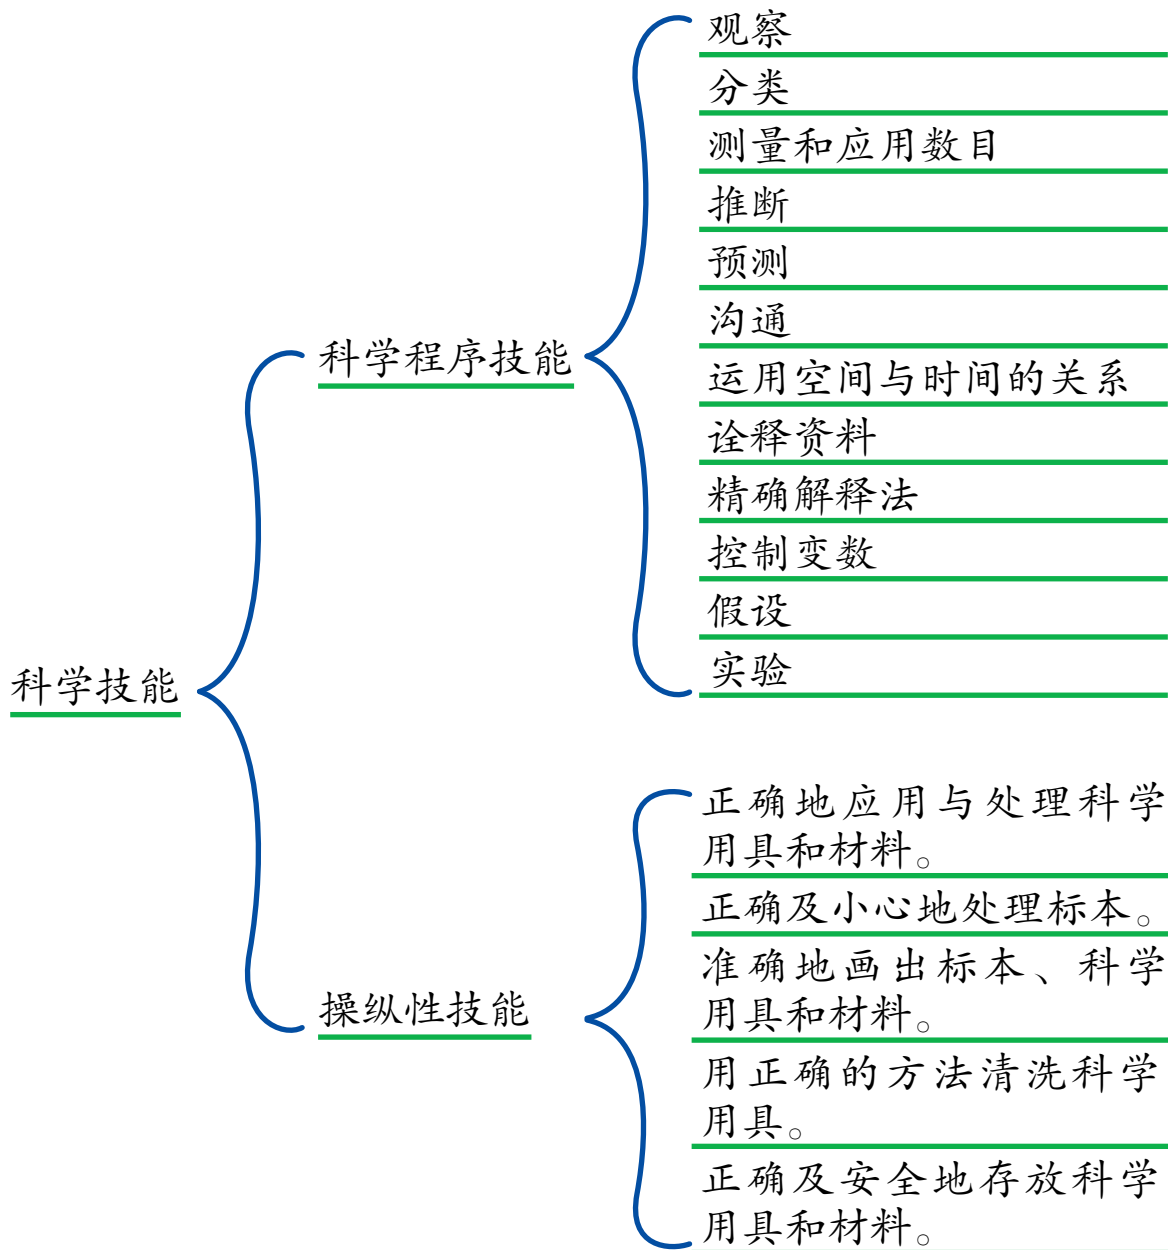 科学技能
科学程序技能
观察
分类
测量和应用数目
推断
预测
沟通
运用空间与时间的关系
诠释资料
精确解释法
控制变数
假设
实验
操纵性技能
正确地应用与处理科学
用具和材料。
正确及小心地处理标本。
准确地画出标本、科学
用具和材料。
用正确的方法清洗科学
用具。
正确及安全地存放科学
用具和材料。